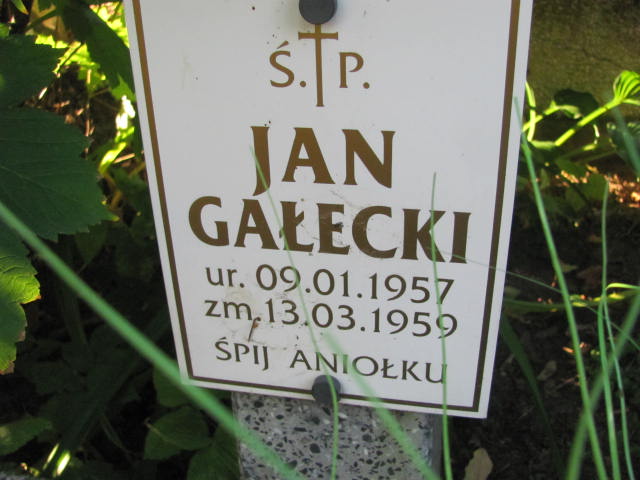 Ś. P.
JAN
GAŁECKI
ur. 09.01.1957
zm.13.03.1959
ŚPIJ ANIOŁKU